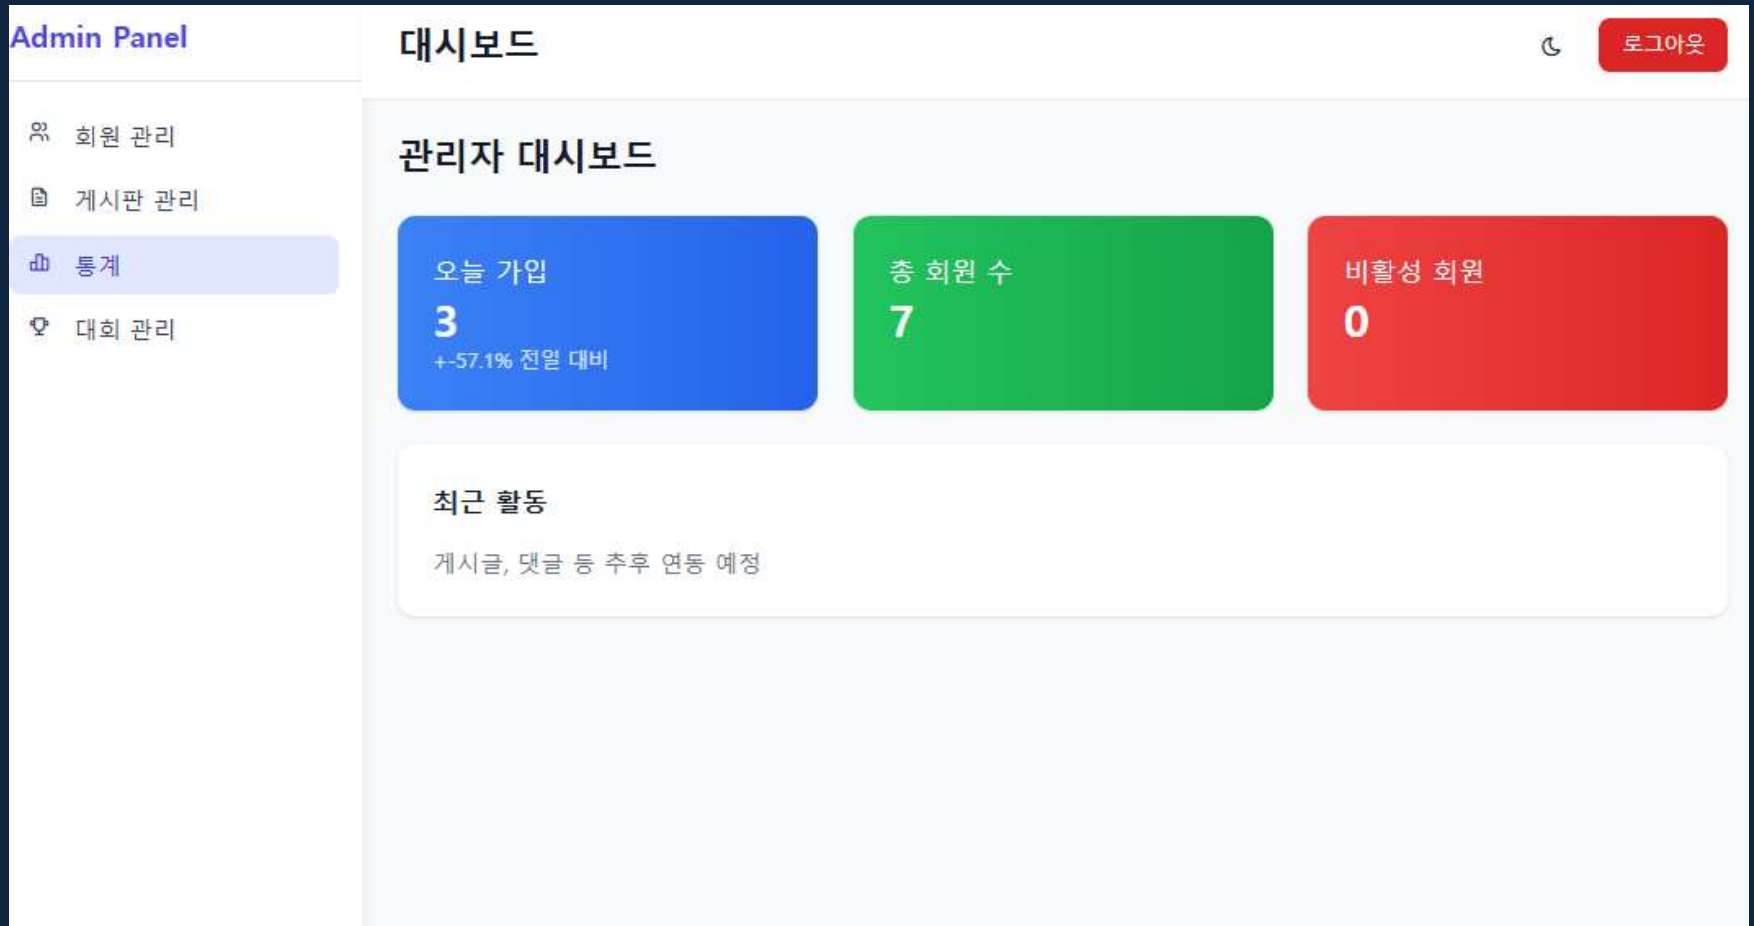 Admin Panel
회원 관리
게시판 관리
통계
대회 관리
대시보드
로그아웃
관리자 대시보드
오늘 가입
3
+-57.1% 전일 대비
총 회원 수
7
비활성 회원
0
최근 활동
게시글, 댓글 등 추후 연동 예정